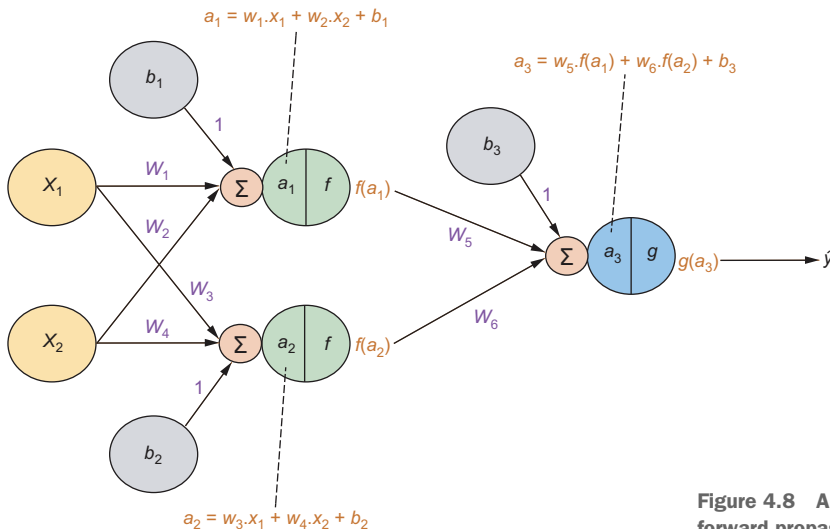 a₁ = w₁.x₁ + w₂.x₂ + b₁
a₃ = w₅.f(a₁) + w₆.f(a₂) + b₃
b₁
1
b₃
X₁
W₁
Σ
a₁
f
f(a₁)
1
W₂
W₅
Σ
a₃
g
g(a₃)
ŷ
W₃
W₆
X₂
W₄
Σ
a₂
f
f(a₂)
1
b₂
a₂ = w₃.x₁ + w₄.x₂ + b₂
Figure 4.8
forward